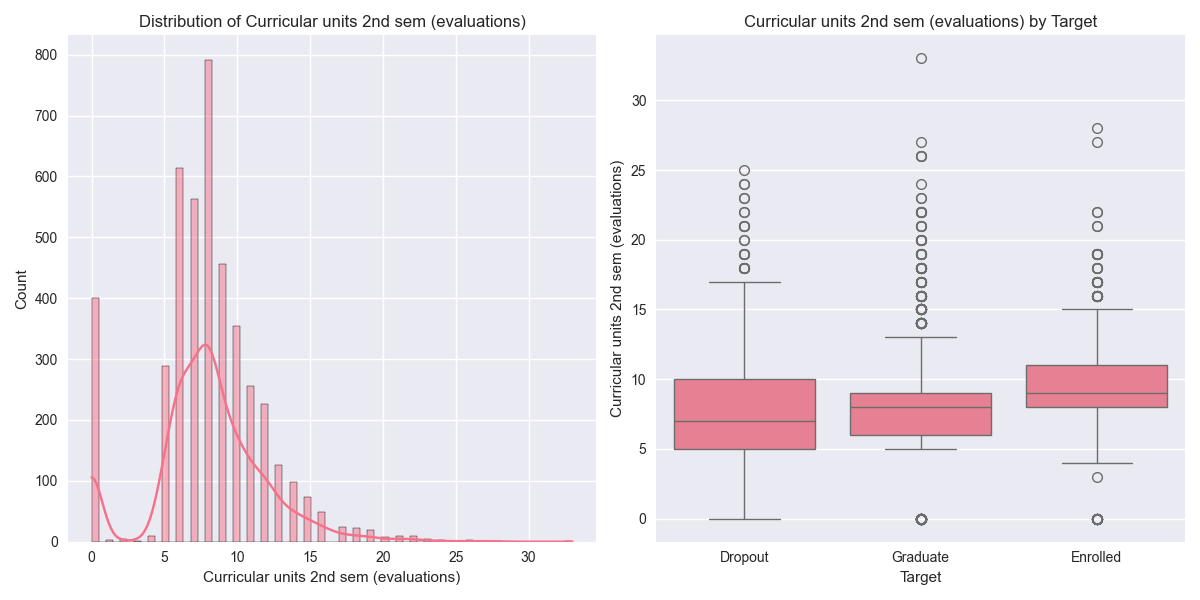 Distribution of Curricular units 2nd sem (evaluations)
800
700
600
500
400
300
200
100
0
Count
0 5 10 15 20 25 30
Curricular units 2nd sem (evaluations)
Curricular units 2nd sem (evaluations) by Target
30
25
20
15
10
5
0
Curricular units 2nd sem (evaluations)
Dropout Graduate Enrolled
Target